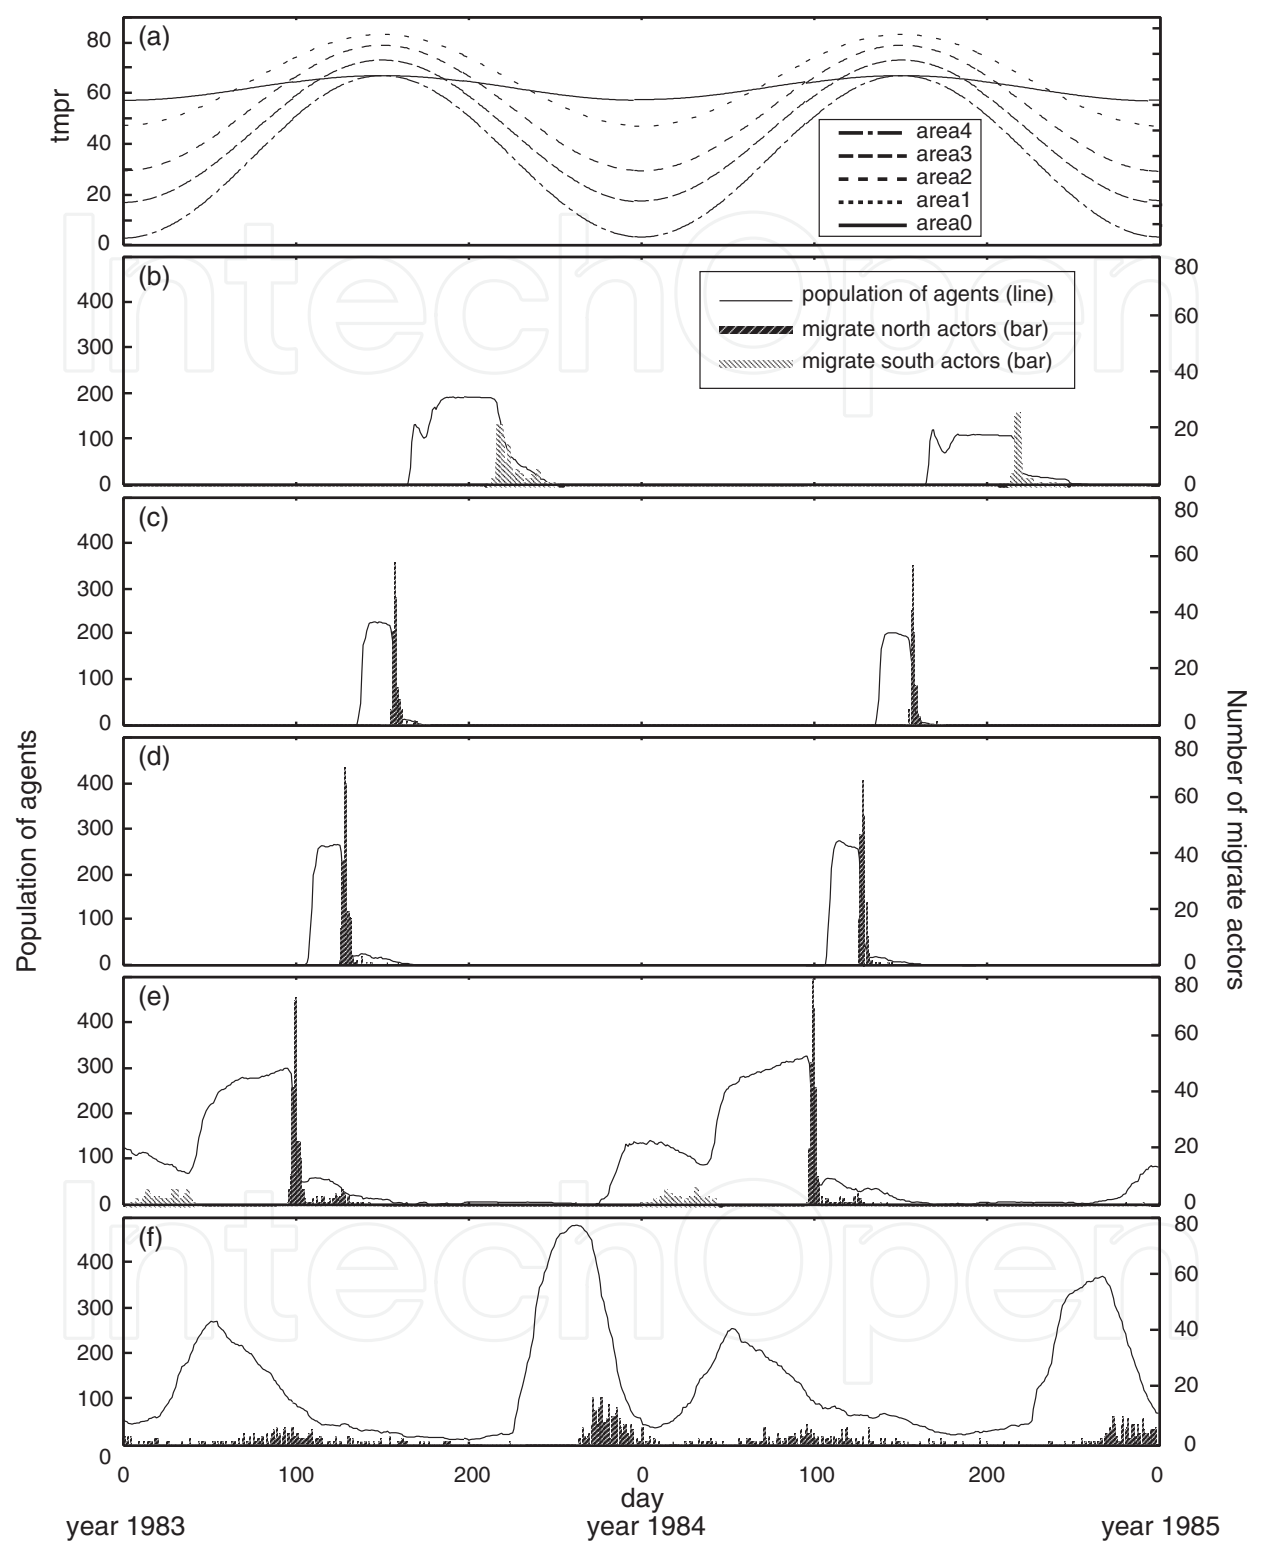 (a)
80
60
40
20
0
tmpr
area4
area3
area2
area1
area0
(b)
400
300
200
100
0
80
60
40
20
0
population of agents (line)
migrate north actors (bar)
migrate south actors (bar)
(c)
400
300
200
100
0
80
60
40
20
0
(d)
400
300
200
100
0
80
60
40
20
0
Population of agents
Number of migrate actors
(e)
400
300
200
100
0
80
60
40
20
0
(f)
400
300
200
100
0
80
60
40
20
0
0 100 200 0 100 200 0
day
year 1983 year 1984 year 1985
IntechOpen
IntechOpen